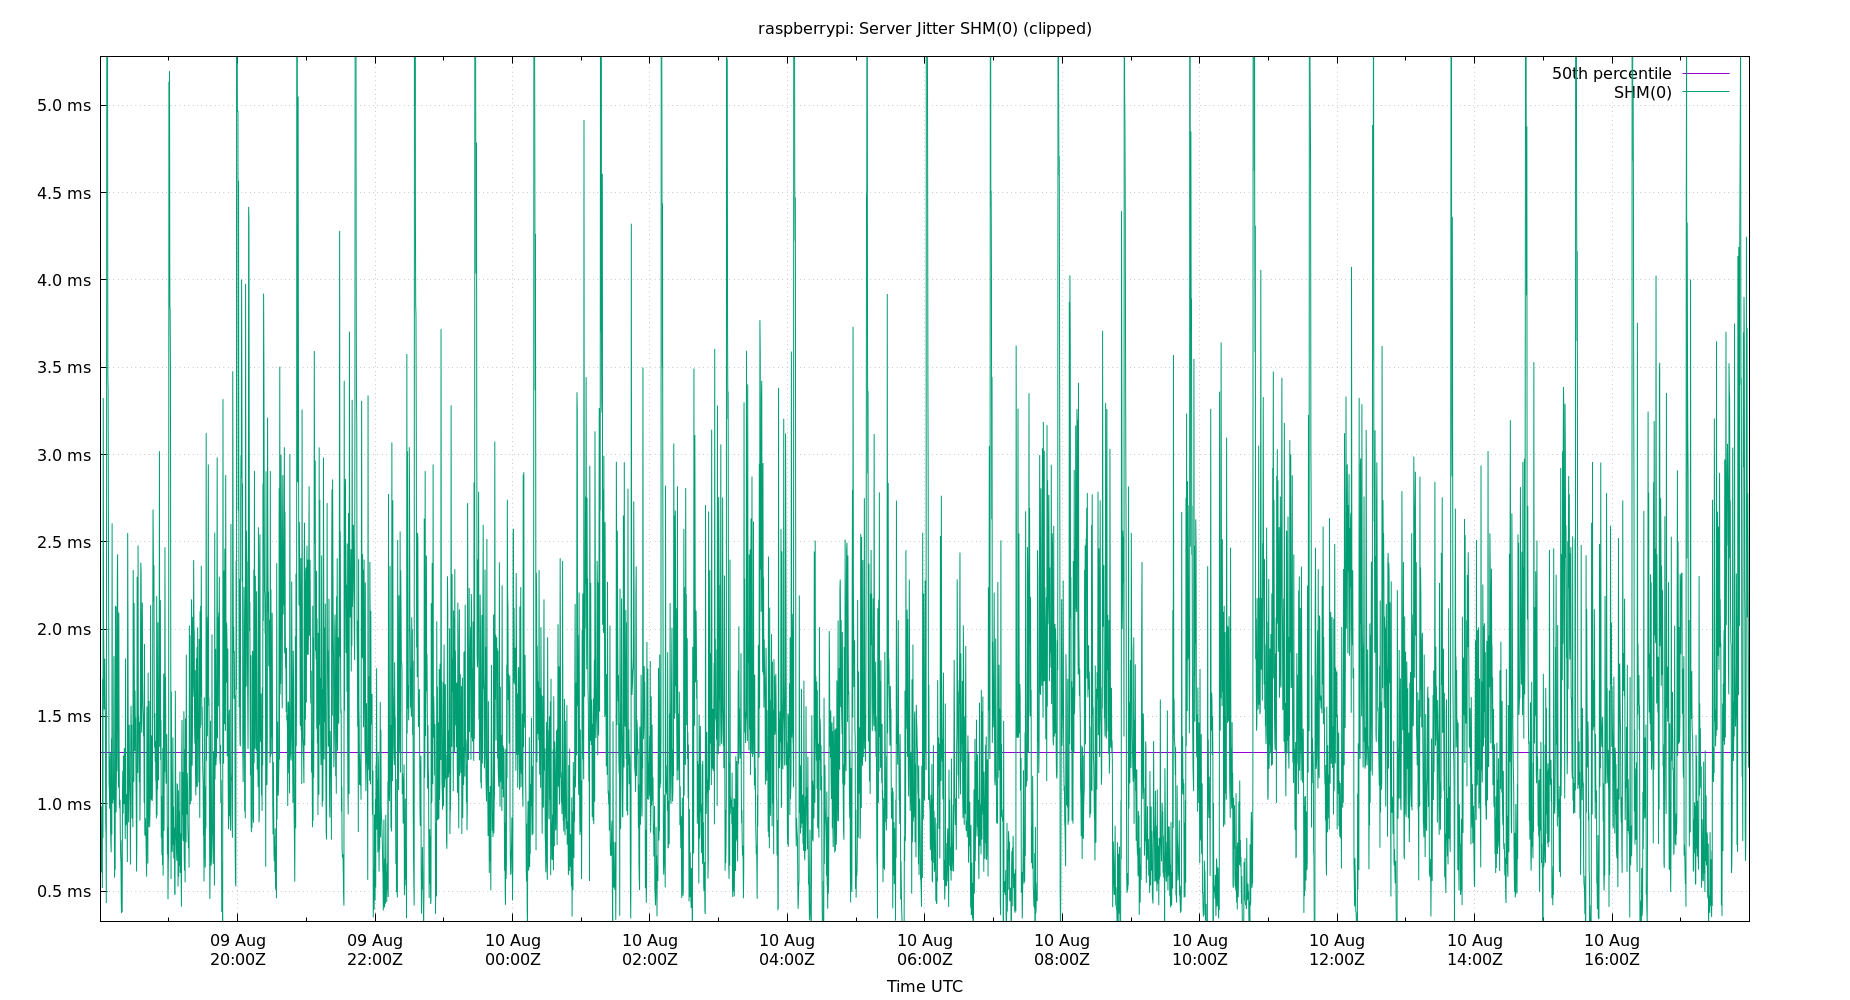 raspberrypi: Server Jitter SHM(0) (clipped)
50th percentile
SHM(0)
5.0 ms
4.5 ms
4.0 ms
3.5 ms
3.0 ms
2.5 ms
2.0 ms
1.5 ms
1.0 ms
0.5 ms
09 Aug 09 Aug 10 Aug 10 Aug 10 Aug 10 Aug 10 Aug 10 Aug 10 Aug 10 Aug 10 Aug
20:00Z 22:00Z 00:00Z 02:00Z 04:00Z 06:00Z 08:00Z 10:00Z 12:00Z 14:00Z 16:00Z
Time UTC